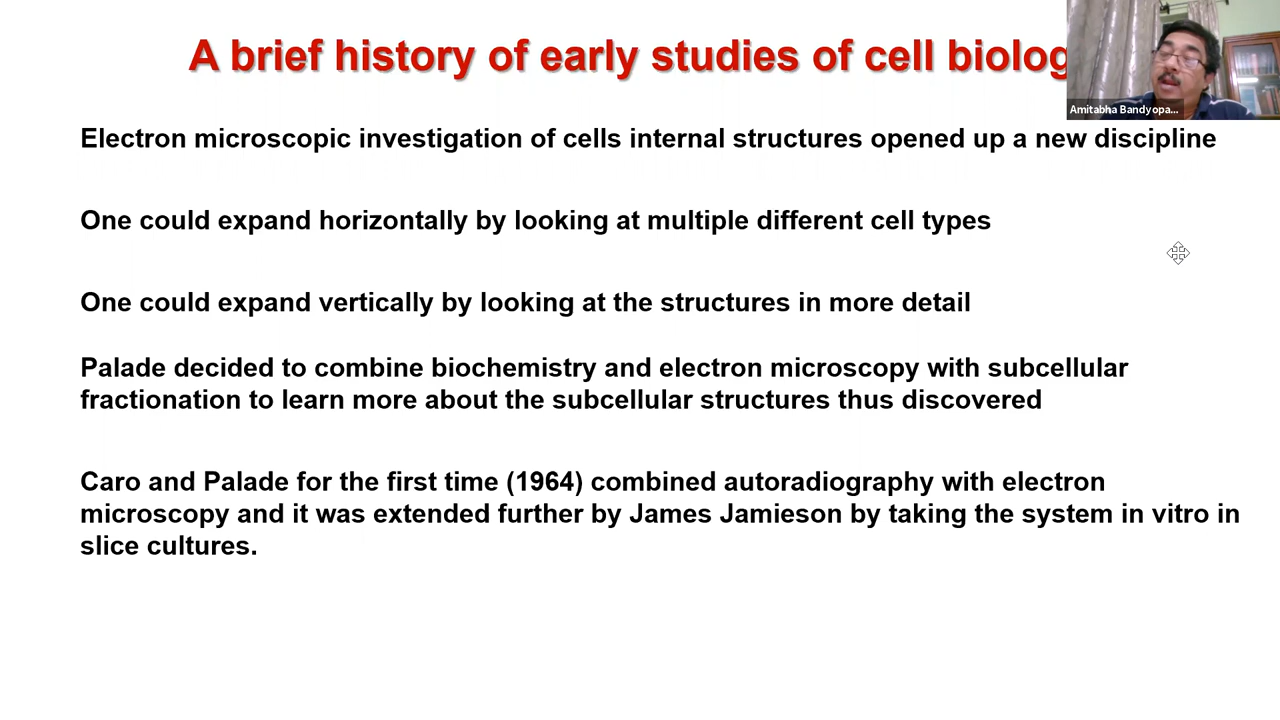 A brief history of early studies of cell biolog
Amitabha Bandyopa...
Electron microscopic investigation of cells internal structures opened up a new discipline
One could expand horizontally by looking at multiple different cell types
One could expand vertically by looking at the structures in more detail
Palade decided to combine biochemistry and electron microscopy with subcellular
fractionation to learn more about the subcellular structures thus discovered
Caro and Palade for the first time (1964) combined autoradiography with electron
microscopy and it was extended further by James Jamieson by taking the system in vitro in
slice cultures.